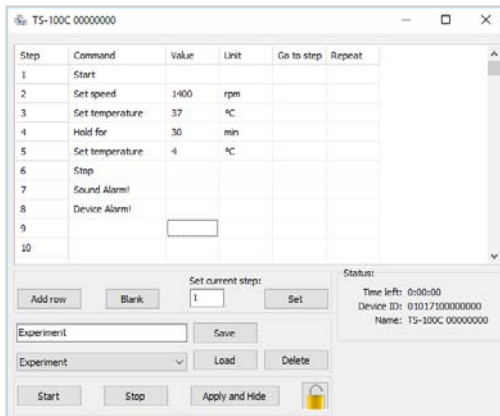 TS-100C 00000000
Step Command Value Unit Go to step Repeat
1 Start
2 Set speed 1400 rpm
3 Set temperature 37 °C
4 Hold for 30 min
5 Set temperature 4 °C
6 Stop
7 Sound Alarm!
8 Device Alarm!
9
10
Set current step:
Add row Blank 1 Set
Experiment Save
Experiment Load Delete
Start Stop Apply and Hide
Status:
Time left: 0:00:00
Device ID: 01017100000000
Name: TS-100C 00000000